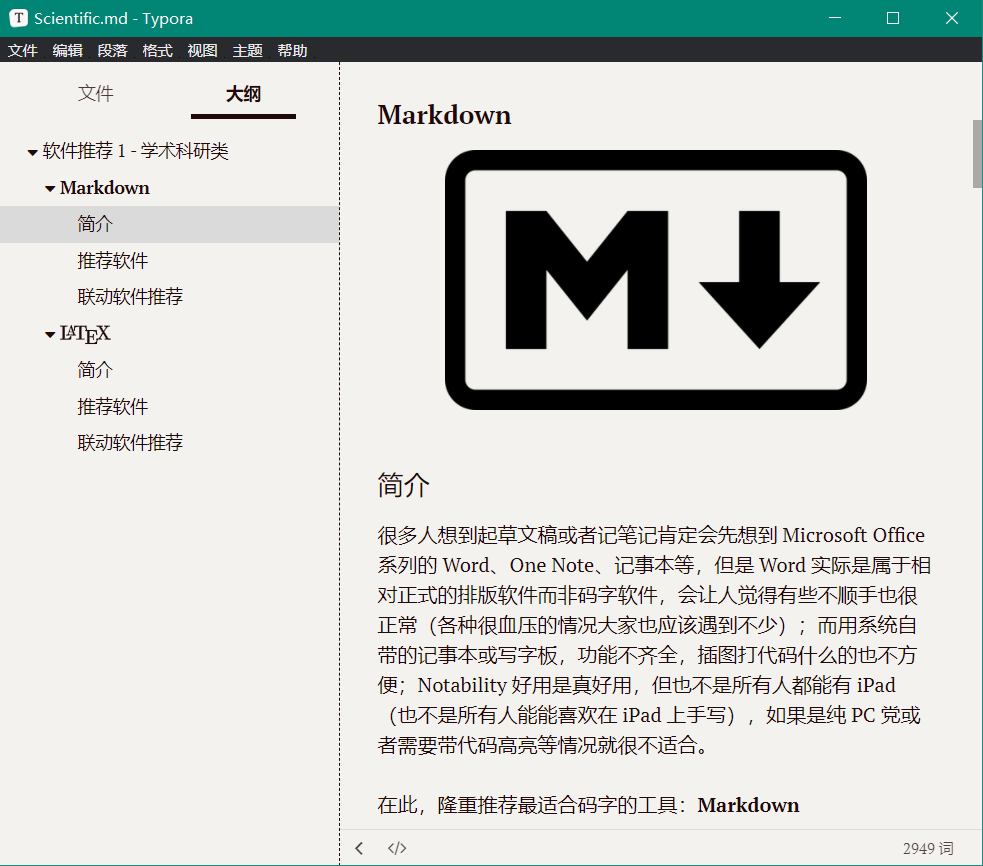 T Scientific.md - Typora
文件 编辑 段落 格式 视图 主题 帮助
文件 大纲
软件推荐 1 - 学术科研类
Markdown
简介
推荐软件
联动软件推荐
LATEX
简介
推荐软件
联动软件推荐
Markdown
M
简介
很多人想到起草文稿或者记笔记肯定会先想到 Microsoft Office
系列的 Word、One Note、记事本等，但是 Word 实际是属于相
对正式的排版软件而非码字软件，会让人觉得有些不顺手也很
正常（各种很血压的情况大家也应该遇到不少）；而用系统自
带的记事本或写字板，功能不齐全，插图打代码什么的也不方
便；Notability 好用是真好用，但也不是所有人都能有 iPad
（也不是所有人能能喜欢在 iPad 上手写），如果是纯 PC 党或
者需要带代码高亮等情况就很不适合。
在此，隆重推荐最适合码字的工具：Markdown
2949 词